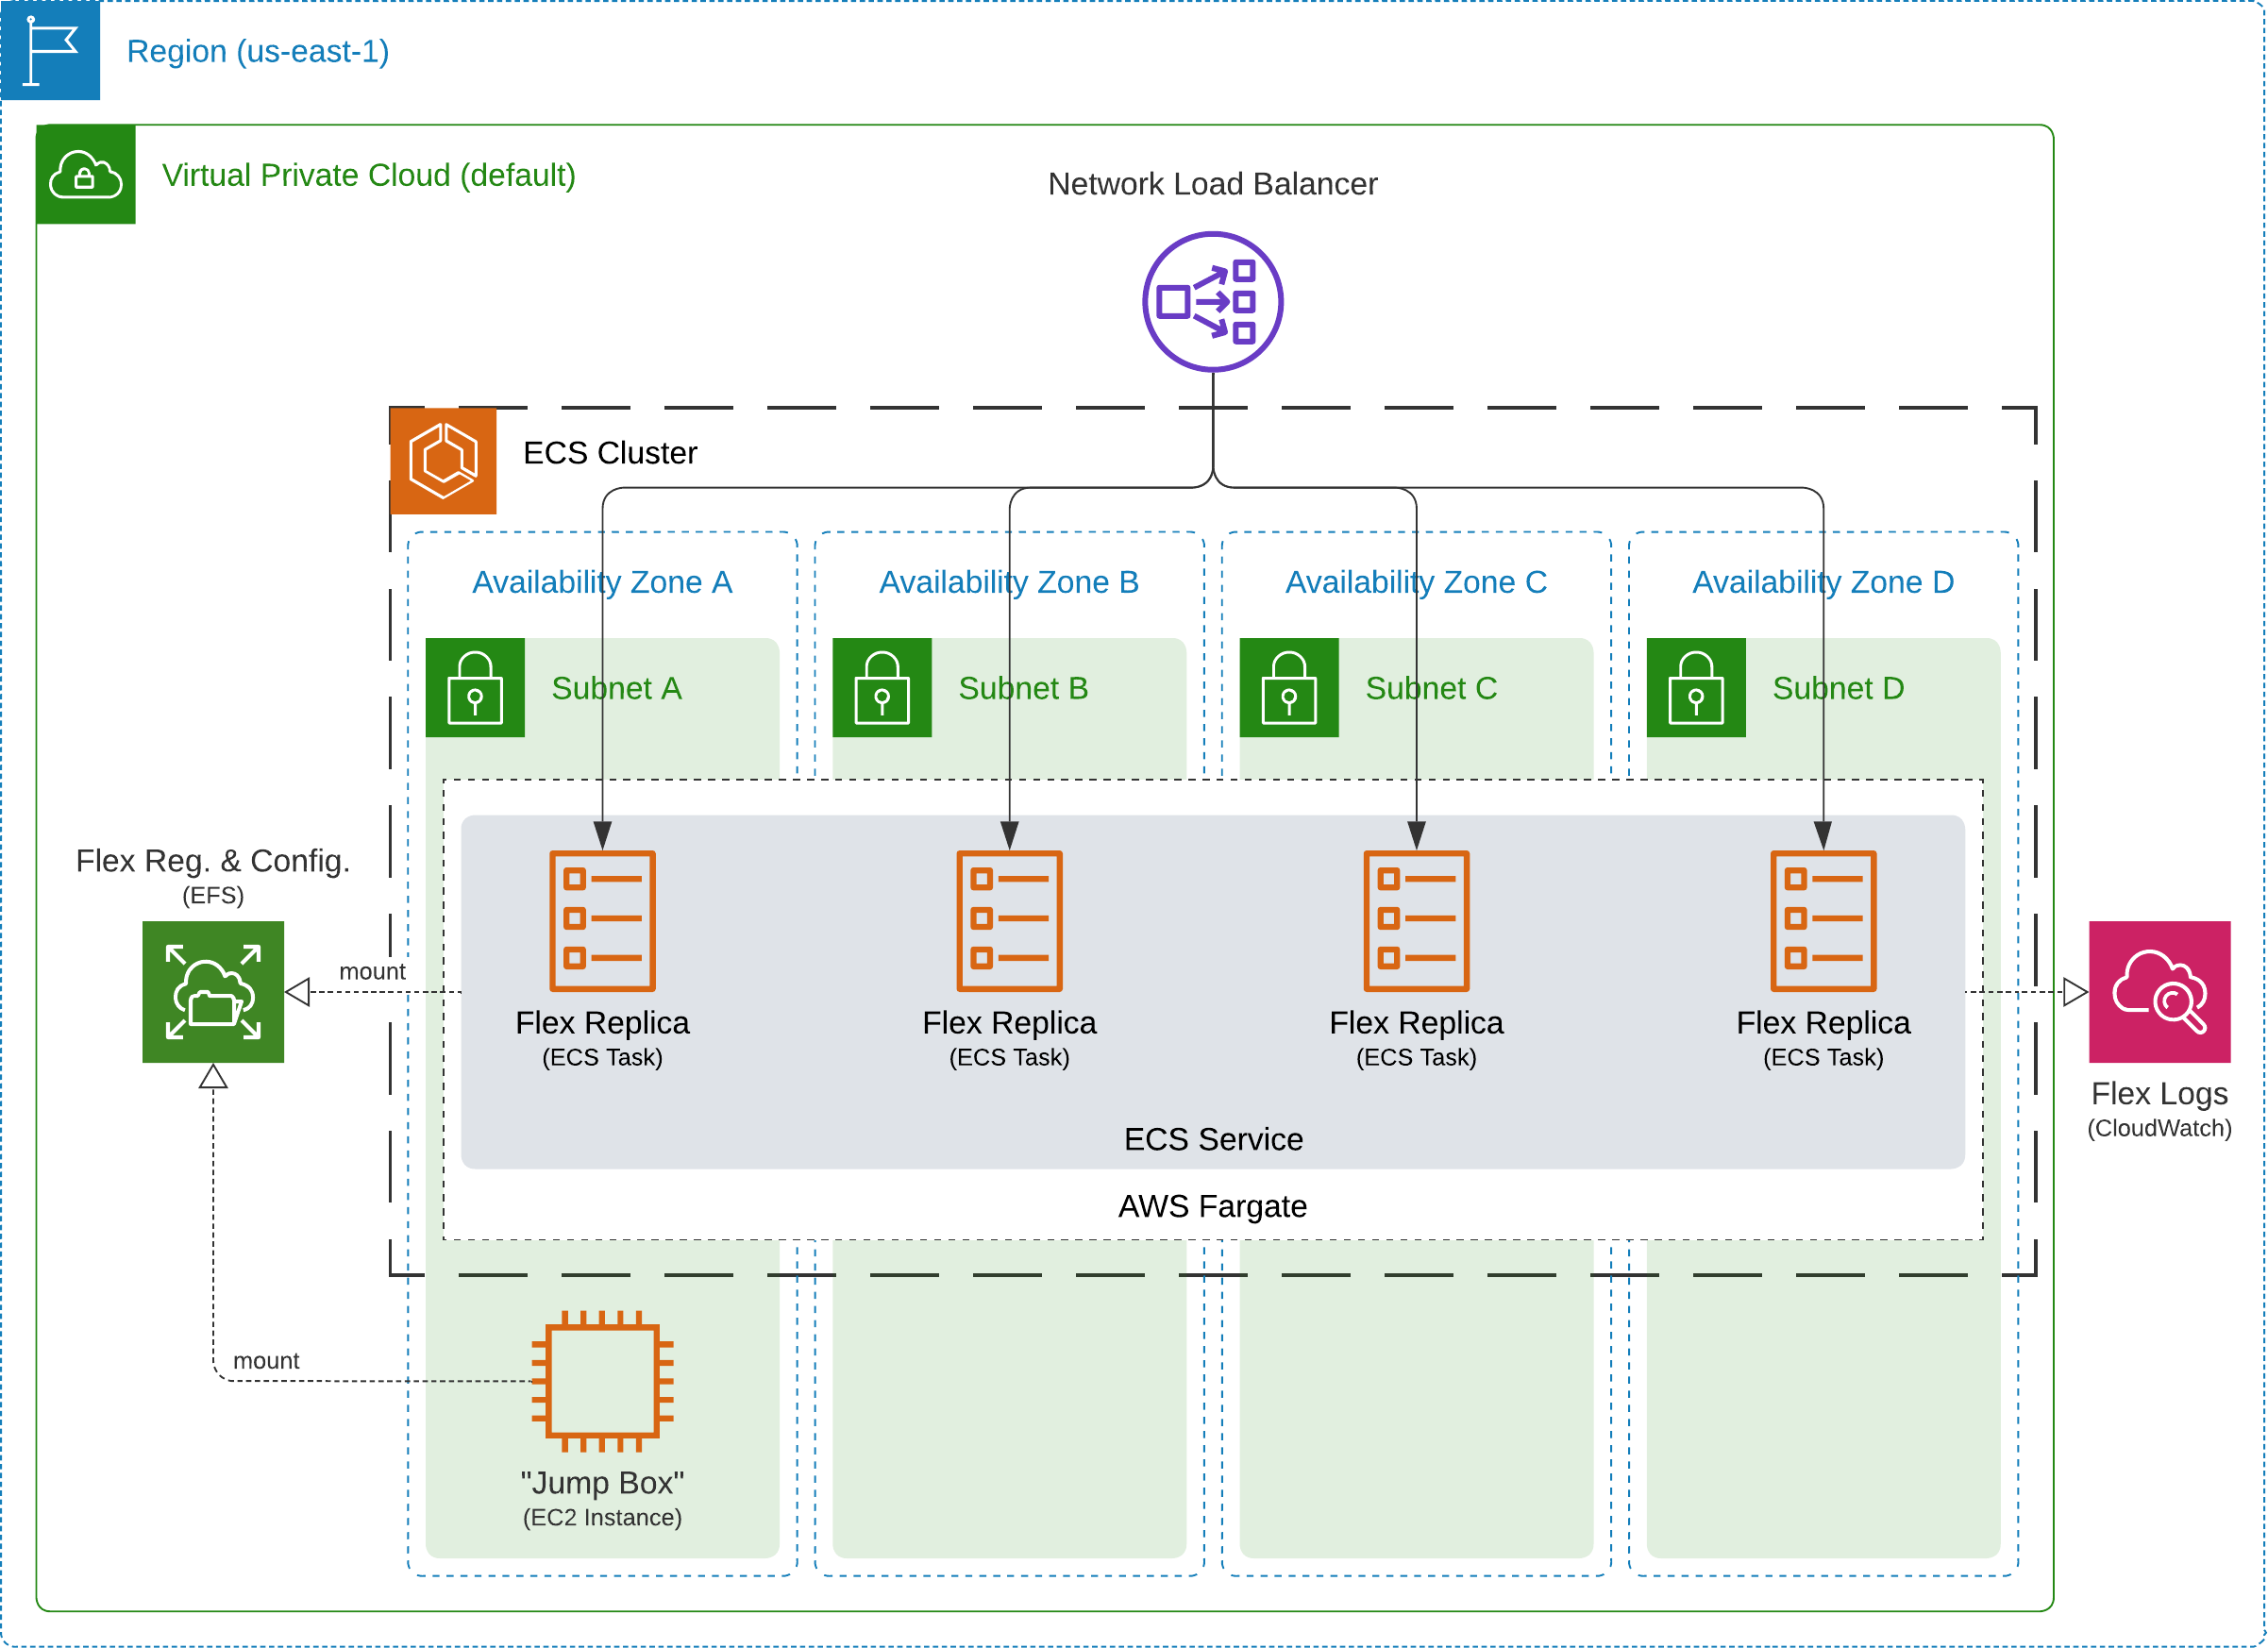 Region (us-east-1)
Virtual Private Cloud (default)
Network Load Balancer
ECS Cluster
Availability Zone A
Availability Zone B
Availability Zone C
Availability Zone D
Subnet A
Subnet B
Subnet C
Subnet D
Flex Reg. & Config.
(EFS)
mount
Flex Replica
(ECS Task)
Flex Replica
(ECS Task)
Flex Replica
(ECS Task)
Flex Replica
(ECS Task)
Flex Logs
(CloudWatch)
ECS Service
AWS Fargate
mount
"Jump Box"
(EC2 Instance)